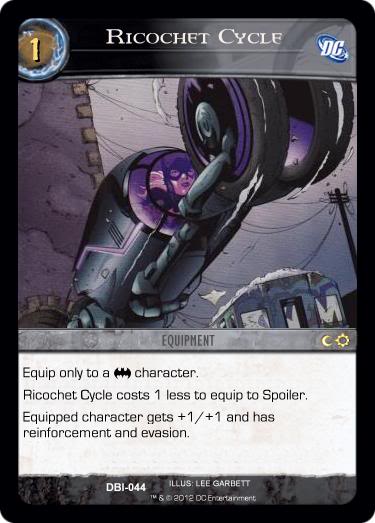 1
Ricochet Cycle
DC
EQUIPMENT
Equip only to a character.
Ricochet Cycle costs 1 less to equip to Spoiler.
Equipped character gets +1/+1 and has
reinforcement and evasion.
DBI-044
ILLUS: LEE GARBETT
™ & © 2012 DC Entertainment